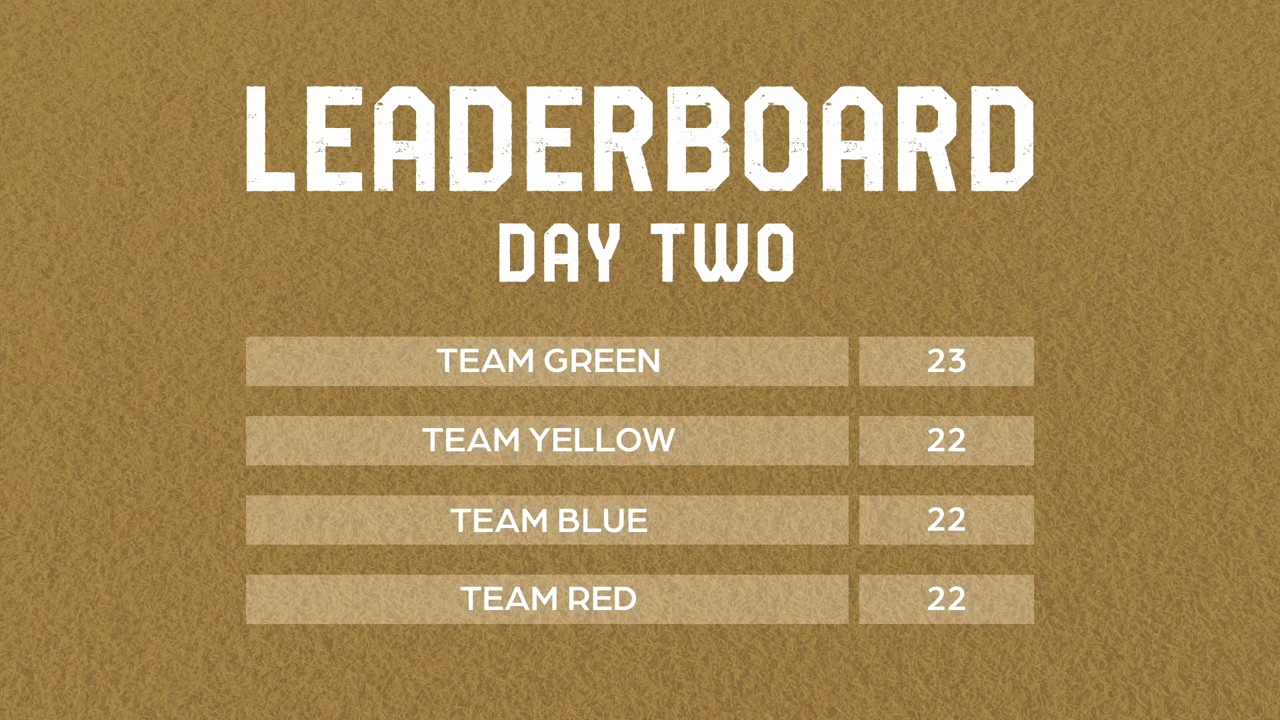 LEADERBOARD
DAY TWO
TEAM GREEN 23
TEAM YELLOW 22
TEAM BLUE 22
TEAM RED 22